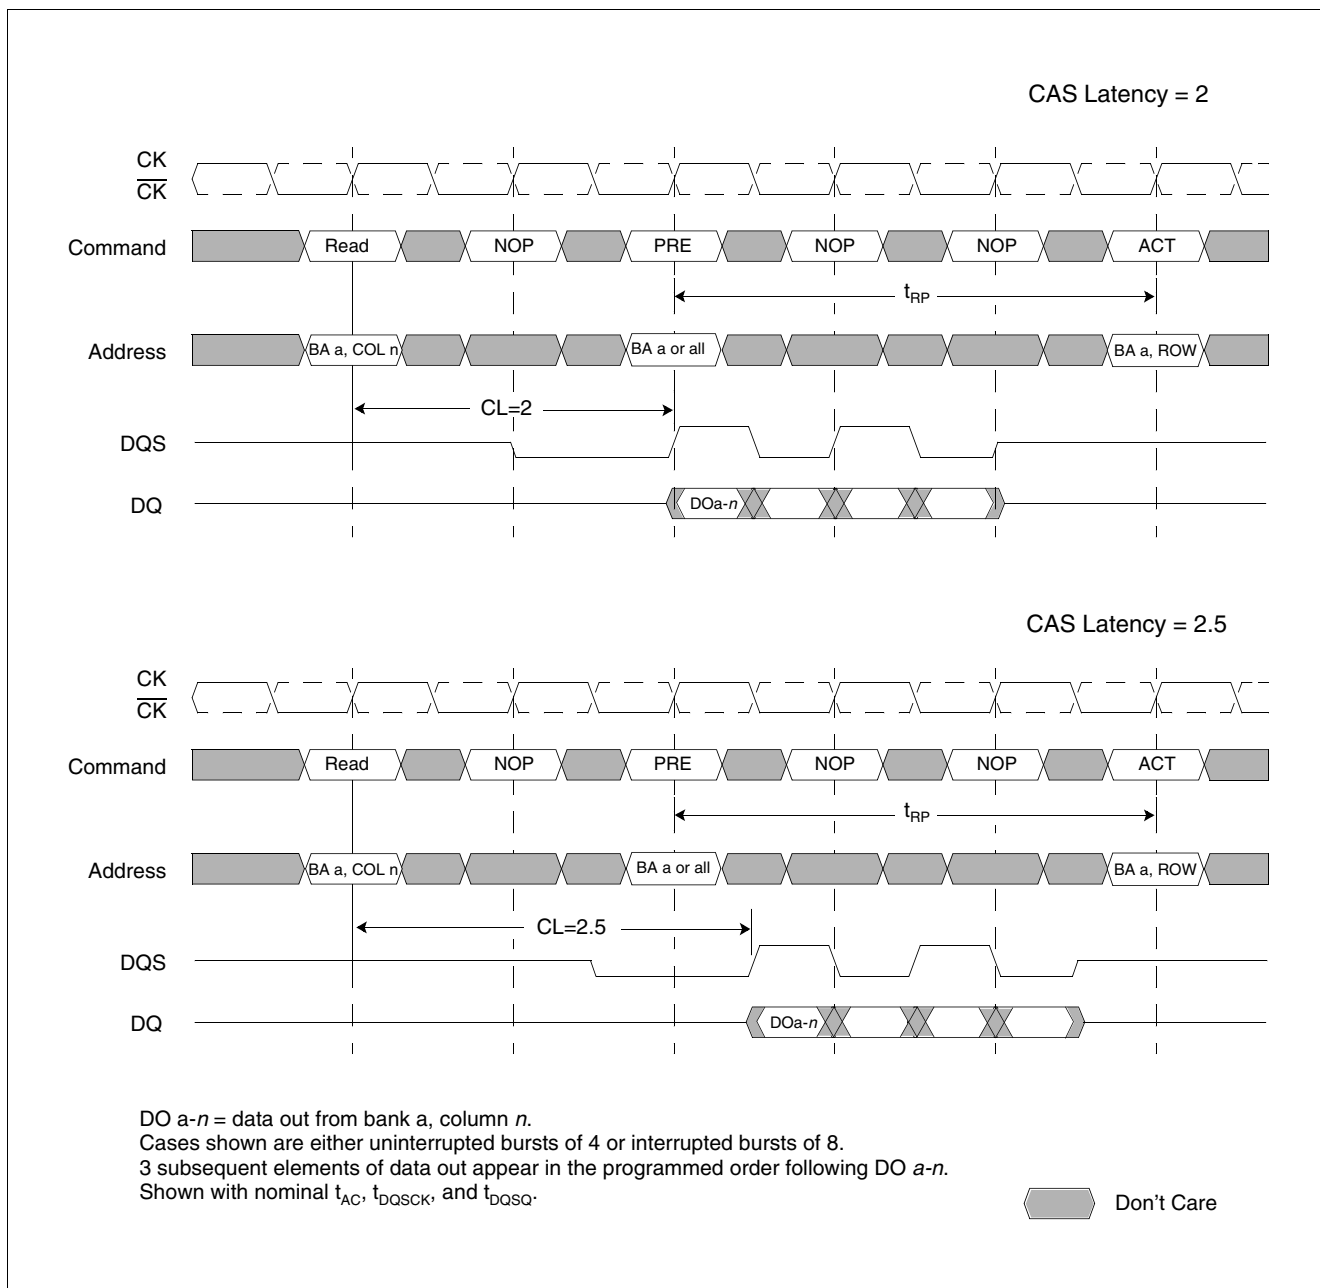 CAS Latency = 2
CK
CK
Command
Read
NOP
PRE
NOP
NOP
ACT
tRP
Address
BA a, COL n
BA a or all
BA a, ROW
CL=2
DQS
DQ
DOa-n
CAS Latency = 2.5
CK
CK
Command
Read
NOP
PRE
NOP
NOP
ACT
tRP
Address
BA a, COL n
BA a or all
BA a, ROW
CL=2.5
DQS
DQ
DOa-n
DO a-n = data out from bank a, column n.
Cases shown are either uninterrupted bursts of 4 or interrupted bursts of 8.
3 subsequent elements of data out appear in the programmed order following DO a-n.
Shown with nominal tAC, tDQSCK, and tDQSQ.
Don't Care